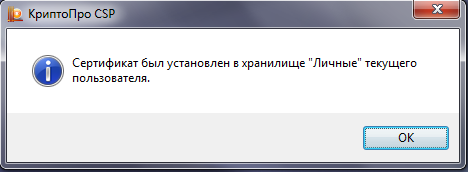 КриптоПро CSP
Сертификат был установлен в хранилище "Личные" текущего
пользователя.
OK